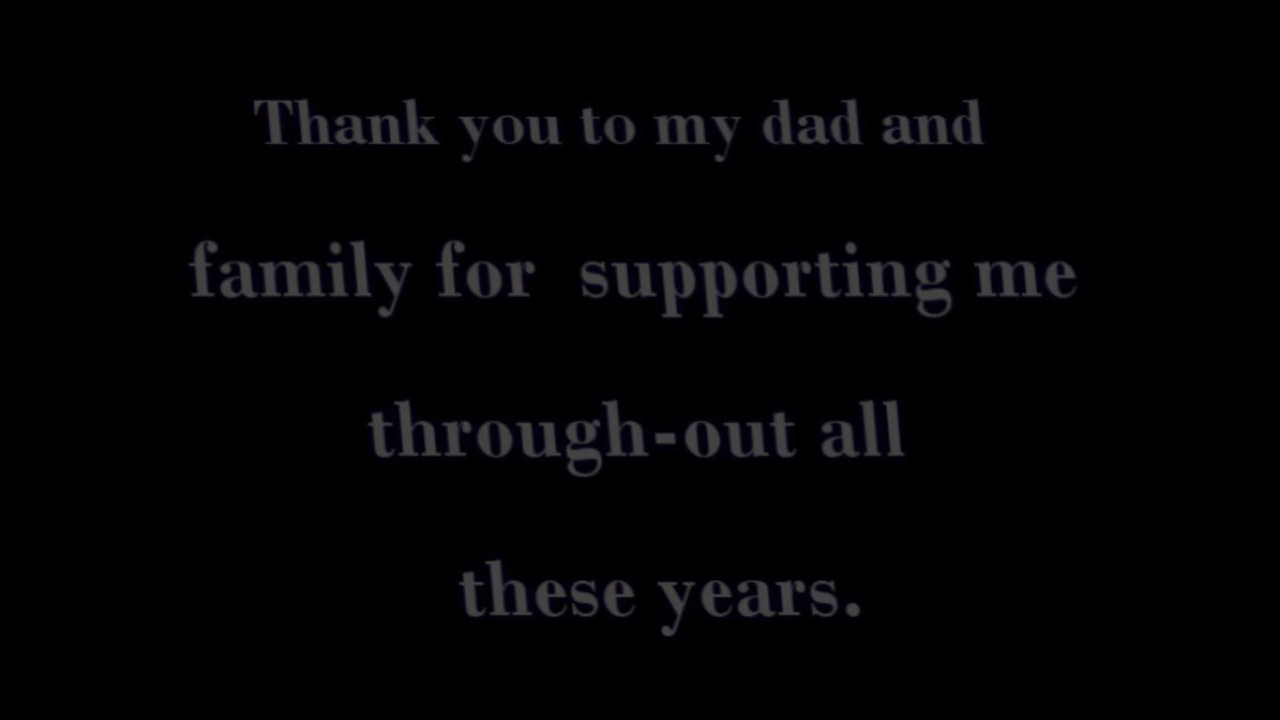 Thank you to my dad and
family for supporting me
through-out all
these years.